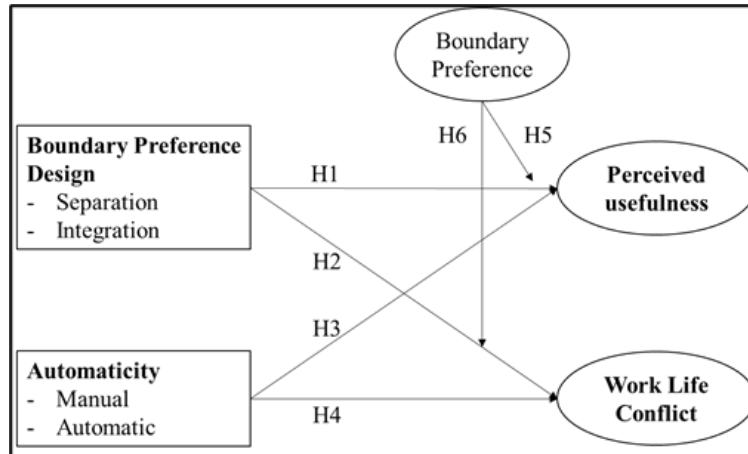 Boundary
Preference
H6
H5
Boundary Preference
Design
- Separation
- Integration
H1
Perceived
usefulness
H2
H3
Automaticity
- Manual
- Automatic
H4
Work Life
Conflict